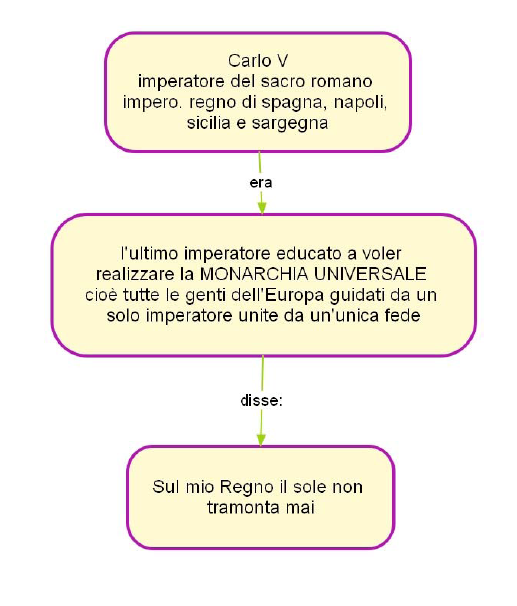 Carlo V
imperatore del sacro romano
impero. regno di spagna, napoli,
sicilia e sargegna
era
l'ultimo imperatore educato a voler
realizzare la MONARCHIA UNIVERSALE
cioè tutte le genti dell'Europa guidati da un
solo imperatore unite da un'unica fede
disse:
Sul mio Regno il sole non
tramonta mai